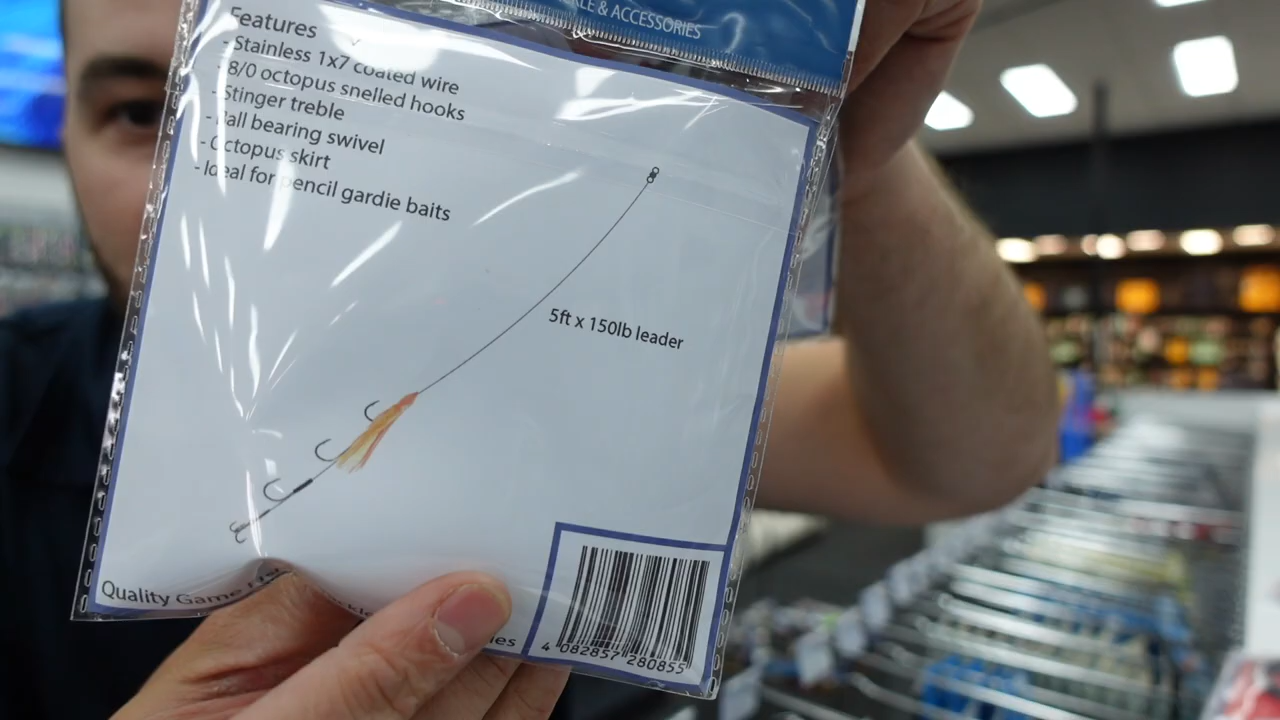 & ACCESSORIES
Features
- Stainless 1x7 coated wire
- 8/0 octopus snelled hooks
- Stinger treble
- Ball bearing swivel
- Octopus skirt
- Ideal for pencil gardie baits
5ft x 150lb leader
Quality Game
4 082857 280855